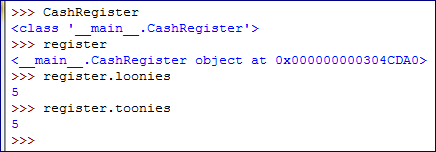 >>> CashRegister
<class '__main__.CashRegister'>
>>> register
<__main__.CashRegister object at 0x000000000304CDA0>
>>> register.loonies
5
>>> register.toonies
5
>>>